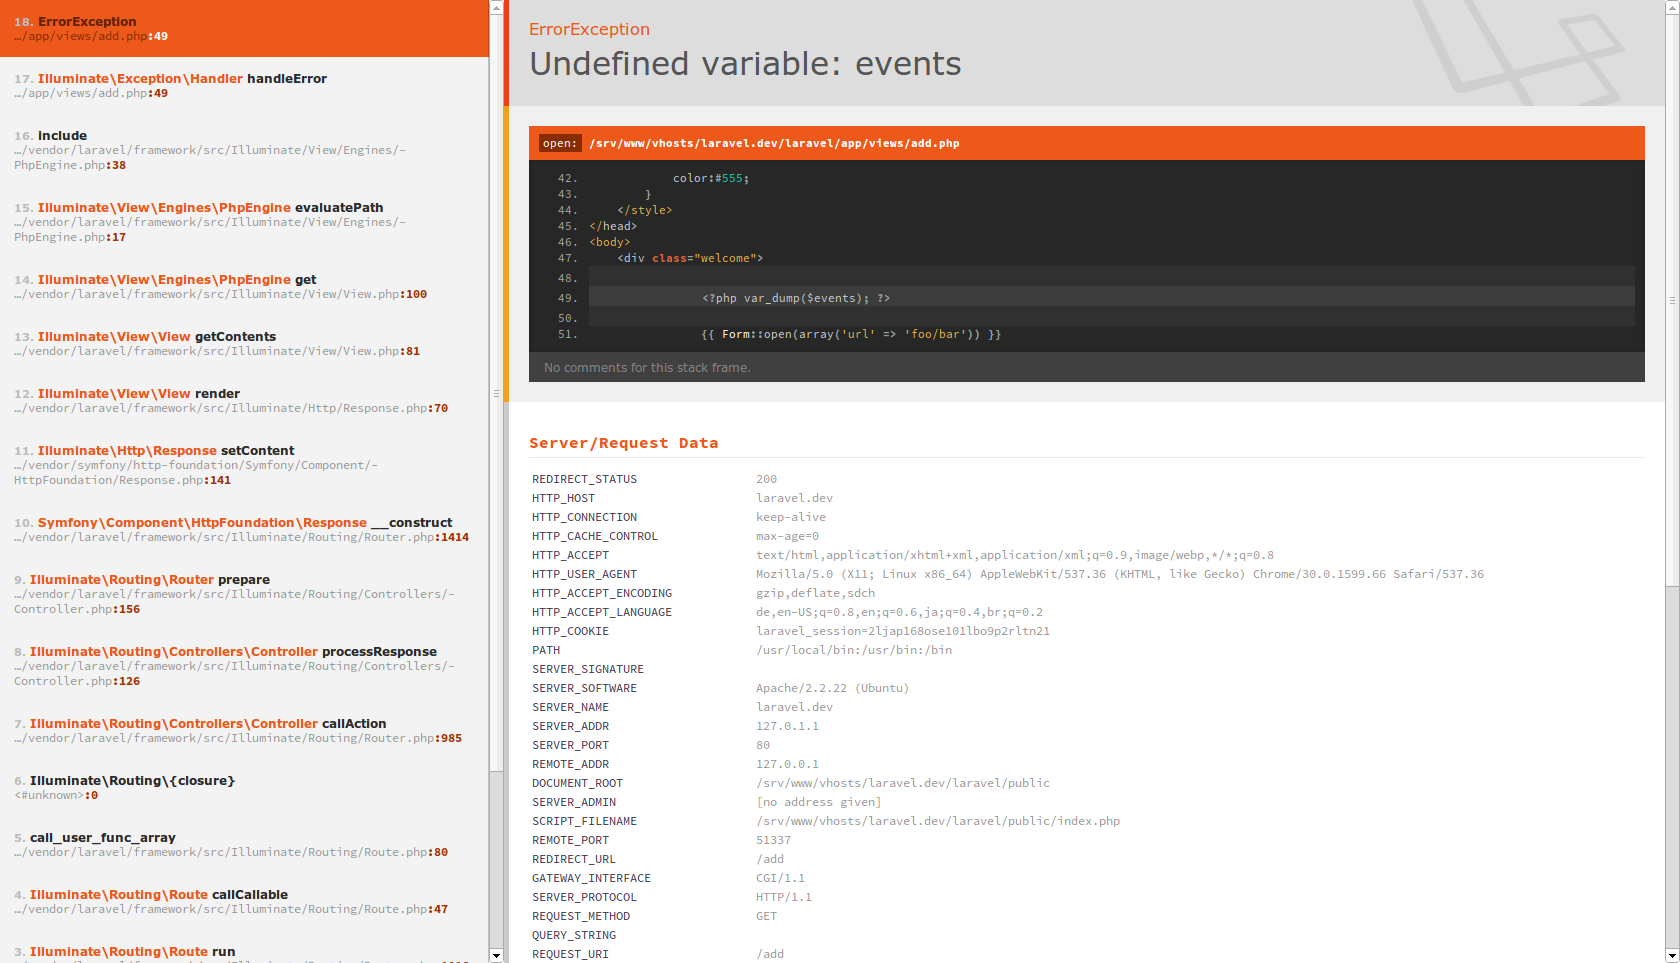 18. ErrorException
…/app/views/add.php:49
17. Illuminate\Exception\Handler handleError
…/app/views/add.php:49
16. include
…/vendor/laravel/framework/src/Illuminate/View/Engines/–
PhpEngine.php:38
15. Illuminate\View\Engines\PhpEngine evaluatePath
…/vendor/laravel/framework/src/Illuminate/View/Engines/–
PhpEngine.php:17
14. Illuminate\View\Engines\PhpEngine get
…/vendor/laravel/framework/src/Illuminate/View/View.php:100
13. Illuminate\View\View getContents
…/vendor/laravel/framework/src/Illuminate/View/View.php:81
12. Illuminate\View\View render
…/vendor/laravel/framework/src/Illuminate/Http/Response.php:70
11. Illuminate\Http\Response setContent
…/vendor/symfony/http-foundation/Symfony/Component/–
HttpFoundation/Response.php:141
10. Symfony\Component\HttpFoundation\Response __construct
…/vendor/laravel/framework/src/Illuminate/Routing/Router.php:1414
9. Illuminate\Routing\Router prepare
…/vendor/laravel/framework/src/Illuminate/Routing/Controllers/–
Controller.php:156
8. Illuminate\Routing\Controllers\Controller processResponse
…/vendor/laravel/framework/src/Illuminate/Routing/Controllers/–
Controller.php:126
7. Illuminate\Routing\Controllers\Controller callAction
…/vendor/laravel/framework/src/Illuminate/Routing/Router.php:985
6. Illuminate\Routing\{closure}
<#unknown>:0
5. call_user_func_array
…/vendor/laravel/framework/src/Illuminate/Routing/Route.php:80
4. Illuminate\Routing\Route callCallable
…/vendor/laravel/framework/src/Illuminate/Routing/Route.php:47
3. Illuminate\Routing\Route run
ErrorException
Undefined variable: events
open: /srv/www/vhosts/laravel.dev/laravel/app/views/add.php
42. color:#555;
43. }
44. </style>
45. </head>
46. <body>
47. <div class="welcome">
48.
49. <?php var_dump($events); ?>
50.
51. {{ Form::open(array('url' => 'foo/bar')) }}
No comments for this stack frame.
Server/Request Data
REDIRECT_STATUS 200
HTTP_HOST laravel.dev
HTTP_CONNECTION keep-alive
HTTP_CACHE_CONTROL max-age=0
HTTP_ACCEPT text/html,application/xhtml+xml,application/xml;q=0.9,image/webp,*/*;q=0.8
HTTP_USER_AGENT Mozilla/5.0 (X11; Linux x86_64) AppleWebKit/537.36 (KHTML, like Gecko) Chrome/30.0.1599.66 Safari/537.36
HTTP_ACCEPT_ENCODING gzip,deflate,sdch
HTTP_ACCEPT_LANGUAGE de,en-US;q=0.8,en;q=0.6,ja;q=0.4,br;q=0.2
HTTP_COOKIE laravel_session=2ljap168ose101lbo9p2rltn21
PATH /usr/local/bin:/usr/bin:/bin
SERVER_SIGNATURE
SERVER_SOFTWARE Apache/2.2.22 (Ubuntu)
SERVER_NAME laravel.dev
SERVER_ADDR 127.0.1.1
SERVER_PORT 80
REMOTE_ADDR 127.0.0.1
DOCUMENT_ROOT /srv/www/vhosts/laravel.dev/laravel/public
SERVER_ADMIN [no address given]
SCRIPT_FILENAME /srv/www/vhosts/laravel.dev/laravel/public/index.php
REMOTE_PORT 51337
REDIRECT_URL /add
GATEWAY_INTERFACE CGI/1.1
SERVER_PROTOCOL HTTP/1.1
REQUEST_METHOD GET
QUERY_STRING
REQUEST_URI /add